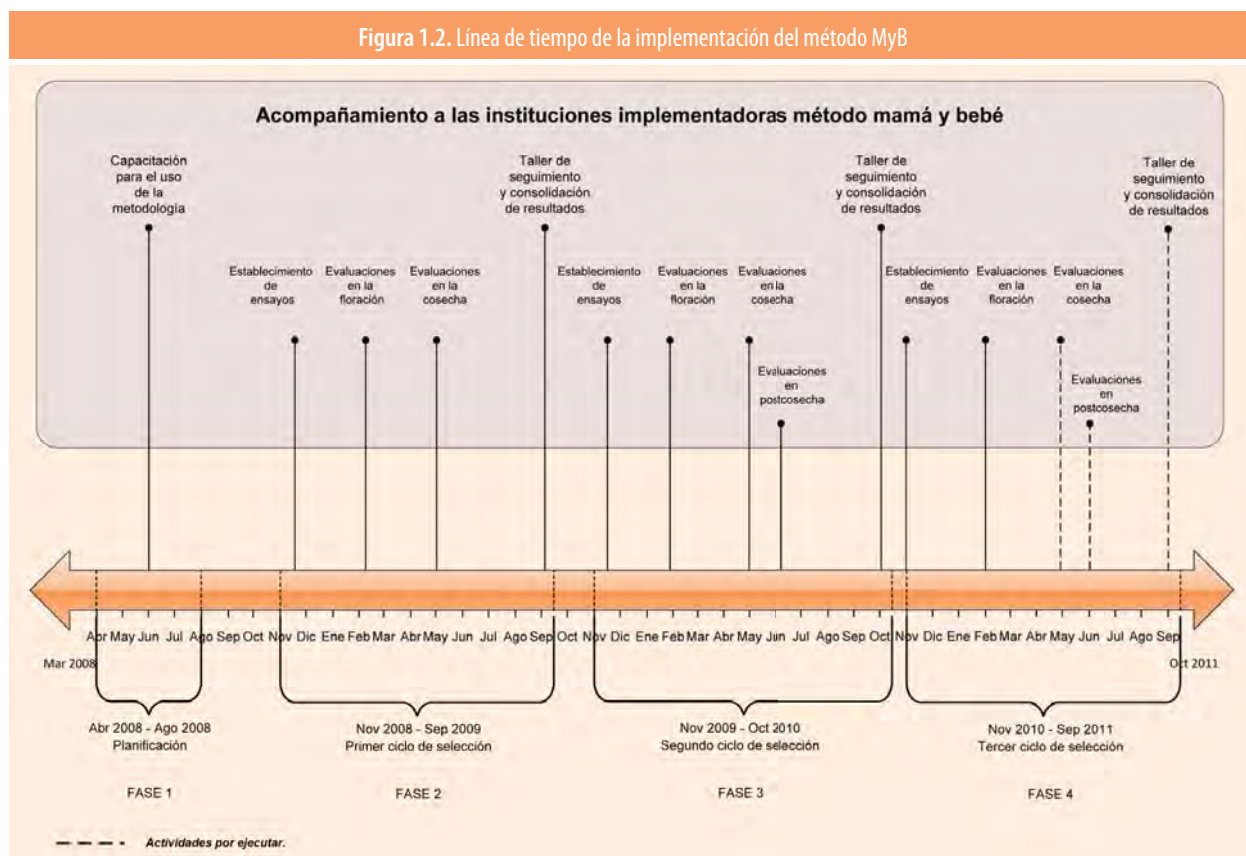 Figura 1.2. Línea de tiempo de la implementación del método MyB
Acompañamiento a las instituciones implementadoras método mamá y bebé
Capacitación
para el uso
de la
metodología
Taller de
seguimiento
y consolidación
de resultados
Taller de
seguimiento
y consolidación
de resultados
Taller de
seguimiento
y consolidación
de resultados
Establecimiento
de
ensayos
Evaluaciones
en la
floración
Evaluaciones
en la
cosecha
Establecimiento
de
ensayos
Evaluaciones
en la
floración
Evaluaciones
en la
cosecha
Establecimiento
de
ensayos
Evaluaciones
en la
floración
Evaluaciones
en la
cosecha
Evaluaciones
en
postcosecha
Evaluaciones
en
postcosecha
Abr May Jun Jul Ago Sep Oct Nov Dic Ene Feb Mar Abr May Jun Jul Ago Sep Oct Nov Dic Ene Feb Mar Abr May Jun Jul Ago Sep Oct Nov Dic Ene Feb Mar Abr May Jun Jul Ago Sep
Mar 2008
Oct 2011
Abr 2008 - Ago 2008
Planificación
Nov 2008 - Sep 2009
Primer ciclo de selección
Nov 2009 - Oct 2010
Segundo ciclo de selección
Nov 2010 - Sep 2011
Tercer ciclo de selección
FASE 1
FASE 2
FASE 3
FASE 4
Actividades por ejecutar.